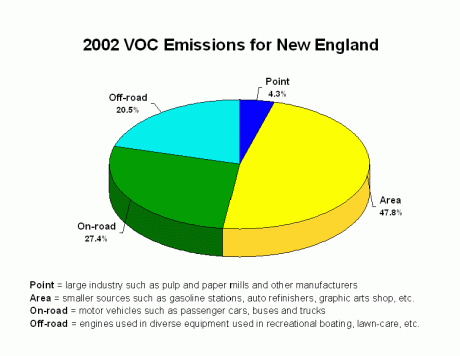 2002 VOC Emissions for New England
Point
4.3%
Off-road
20.5%
Area
47.8%
On-road
27.4%
Point = large industry such as pulp and paper mills and other manufacturers
Area = smaller sources such as gasoline stations, auto refinishers, graphic arts shop, etc.
On-road = motor vehicles such as passenger cars, buses and trucks
Off-road = engines used in diverse equipment used in recreational boating, lawn-care, etc.